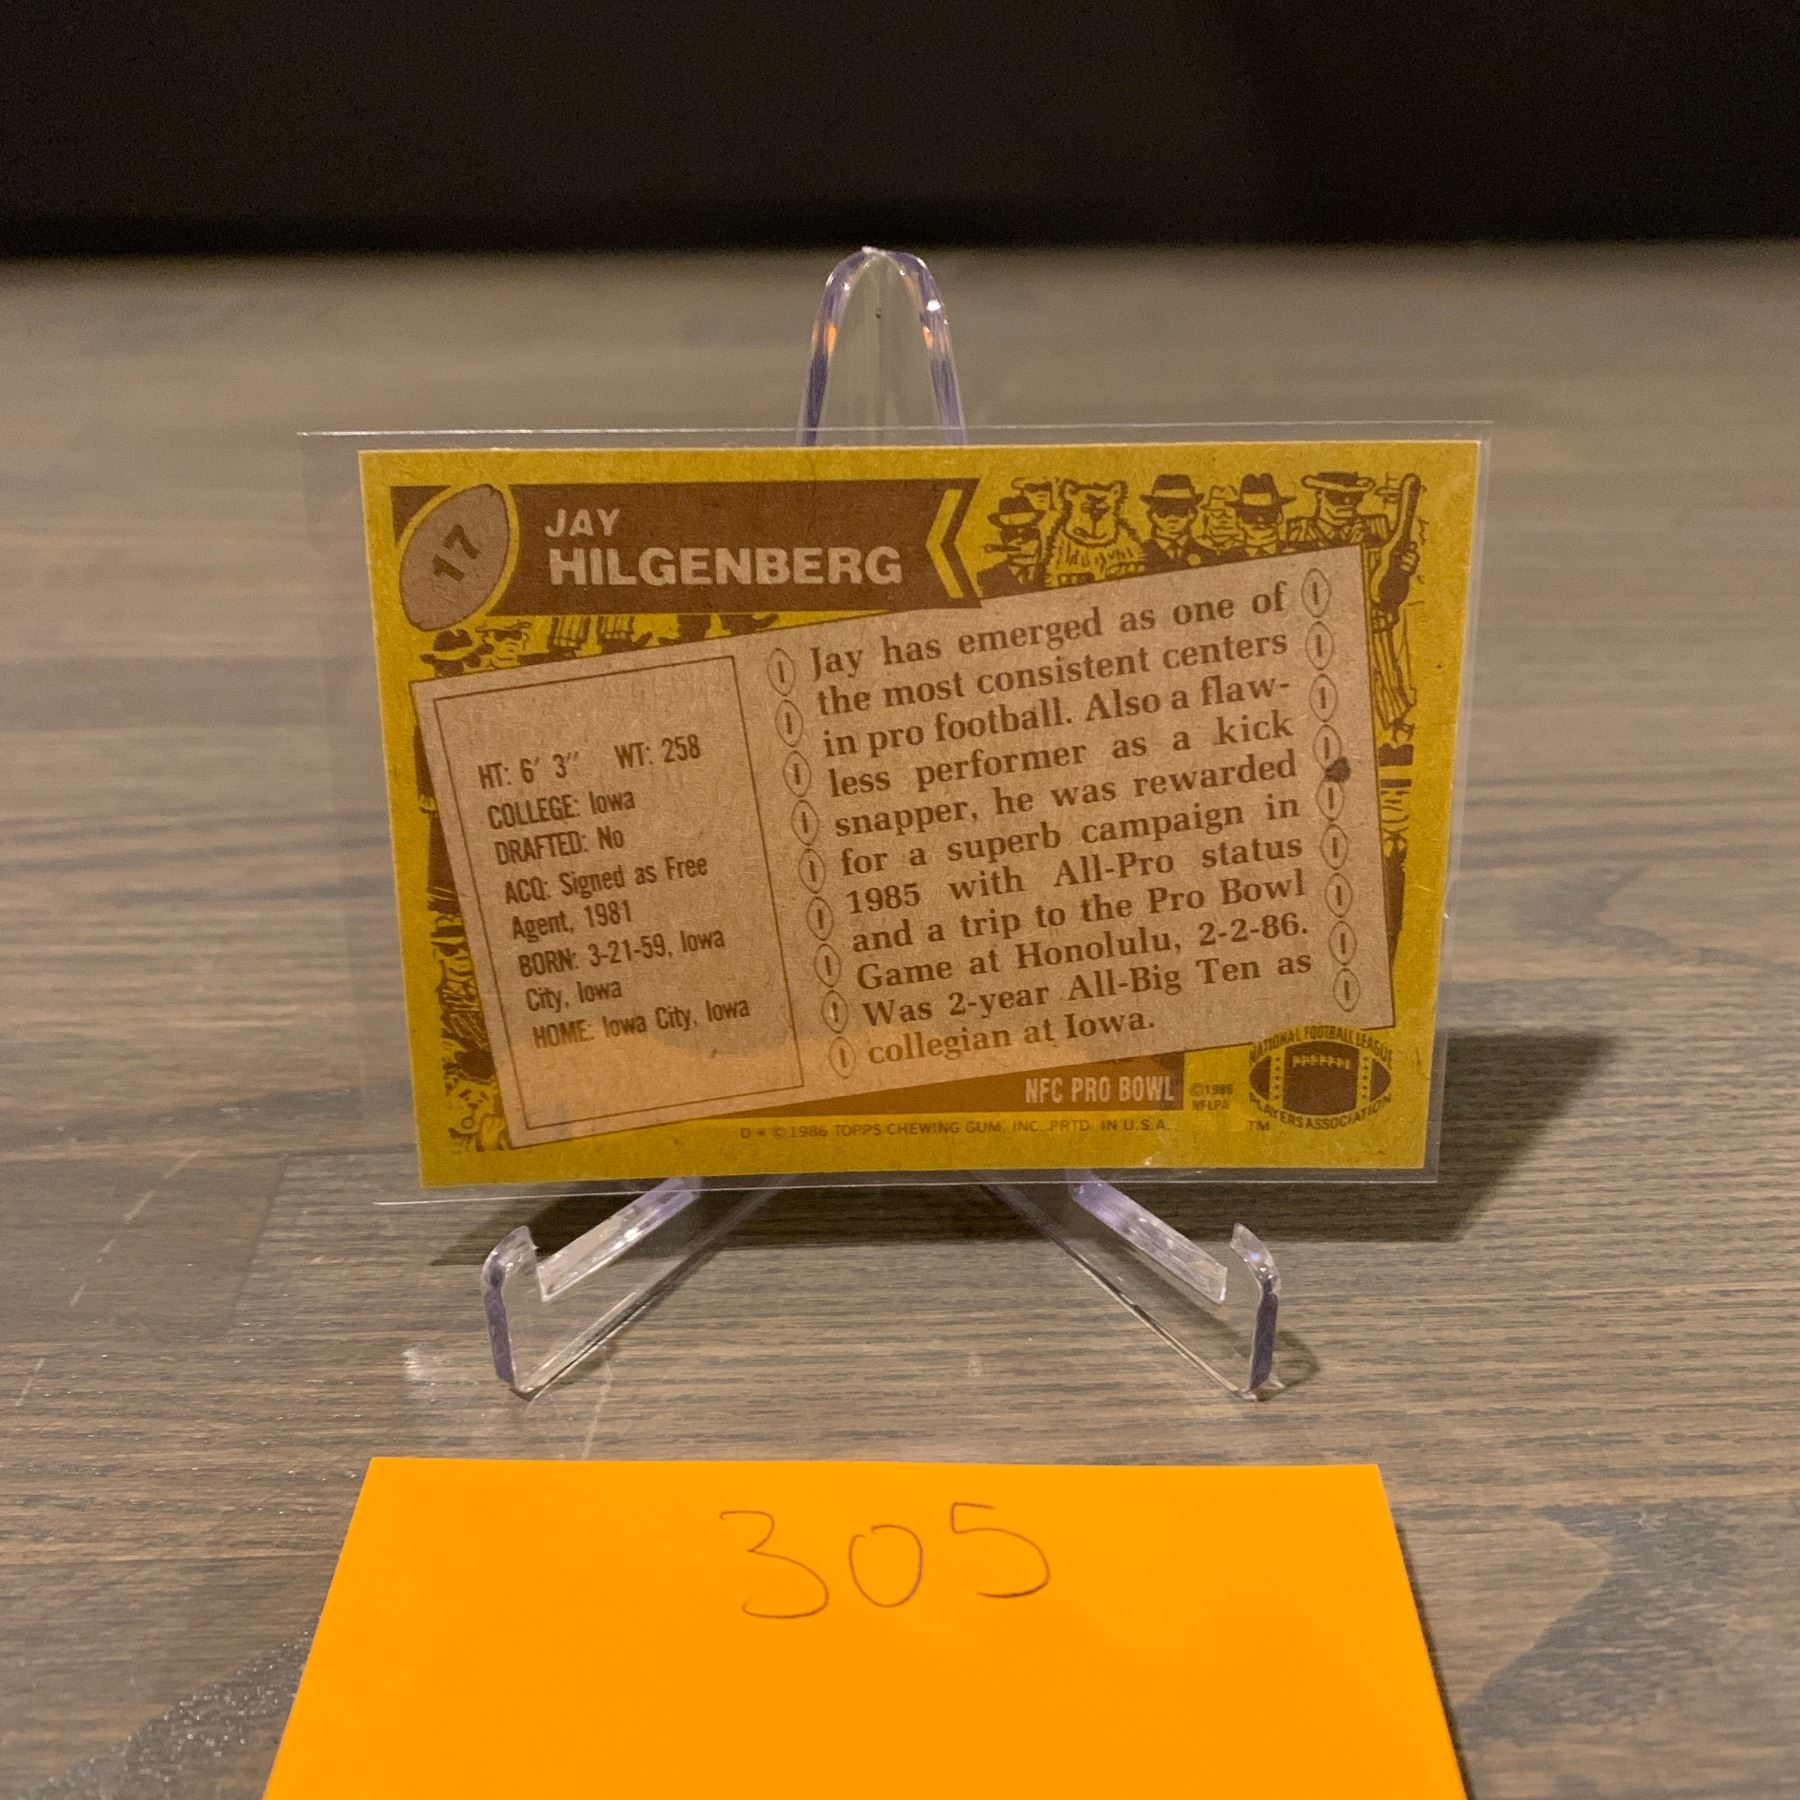 17
JAY
HILGENBERG
HT: 6' 3" WT: 258
COLLEGE: Iowa
DRAFTED: No
ACQ: Signed as Free
Agent, 1981
BORN: 3-21-59, Iowa
City, Iowa
HOME: Iowa City, Iowa
Jay has emerged as one of
the most consistent centers
in pro football. Also a flaw-
less performer as a kick
snapper, he was rewarded
for a superb campaign in
1985 with All-Pro status
and a trip to the Pro Bowl
Game at Honolulu, 2-2-86.
Was 2-year All-Big Ten as
collegian at Iowa.
NFC PRO BOWL
©1986
NFLPA
NATIONAL FOOTBALL LEAGUE
PLAYERS ASSOCIATION
TM
D * © 1986 TOPPS CHEWING GUM, INC. PRTD. IN U.S.A.
305